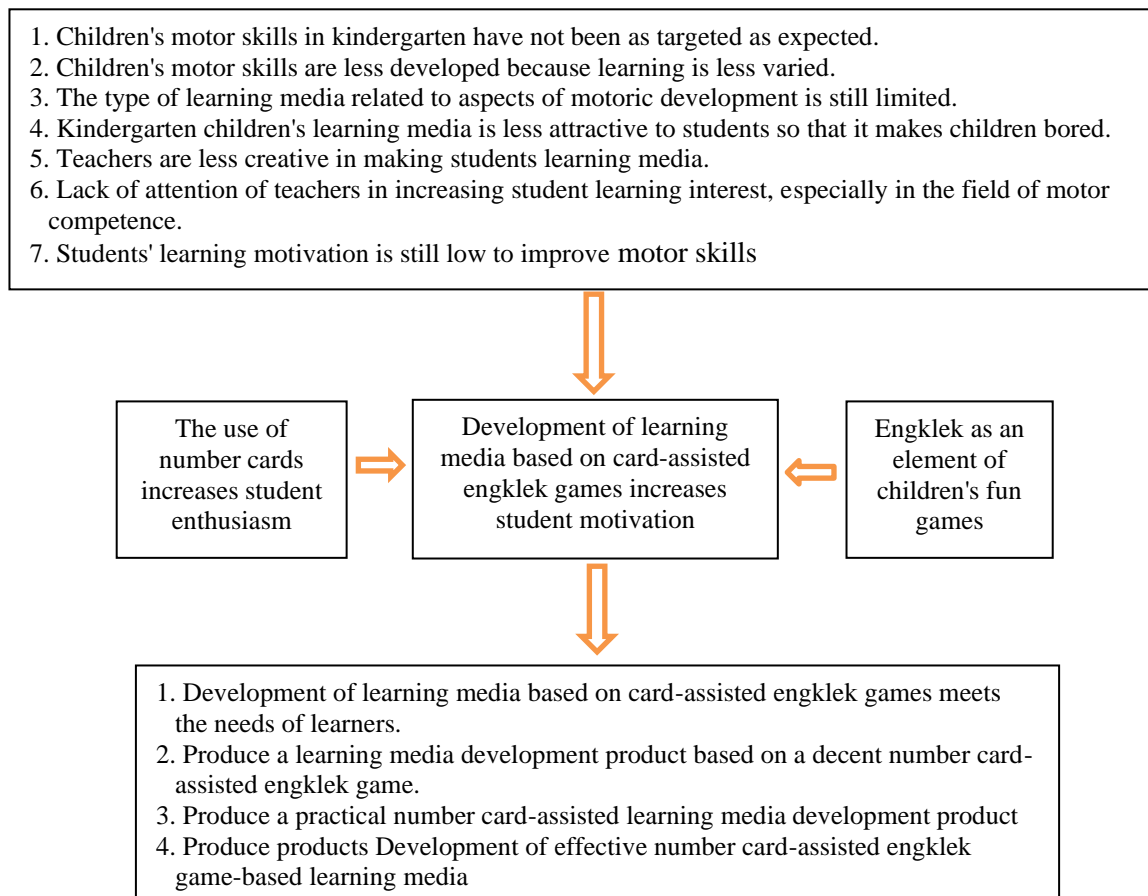 1. Children's motor skills in kindergarten have not been as targeted as expected.
2. Children's motor skills are less developed because learning is less varied.
3. The type of learning media related to aspects of motoric development is still limited.
4. Kindergarten children's learning media is less attractive to students so that it makes children bored.
5. Teachers are less creative in making students learning media.
6. Lack of attention of teachers in increasing student learning interest, especially in the field of motor
competence.
7. Students' learning motivation is still low to improve motor skills
The use of
number cards
increases student
enthusiasm
Development of learning
media based on card-assisted
engklek games increases
student motivation
Engklek as an
element of
children's fun
games
1. Development of learning media based on card-assisted engklek games meets
the needs of learners.
2. Produce a learning media development product based on a decent number card-
assisted engklek game.
3. Produce a practical number card-assisted learning media development product
4. Produce products Development of effective number card-assisted engklek
game-based learning media